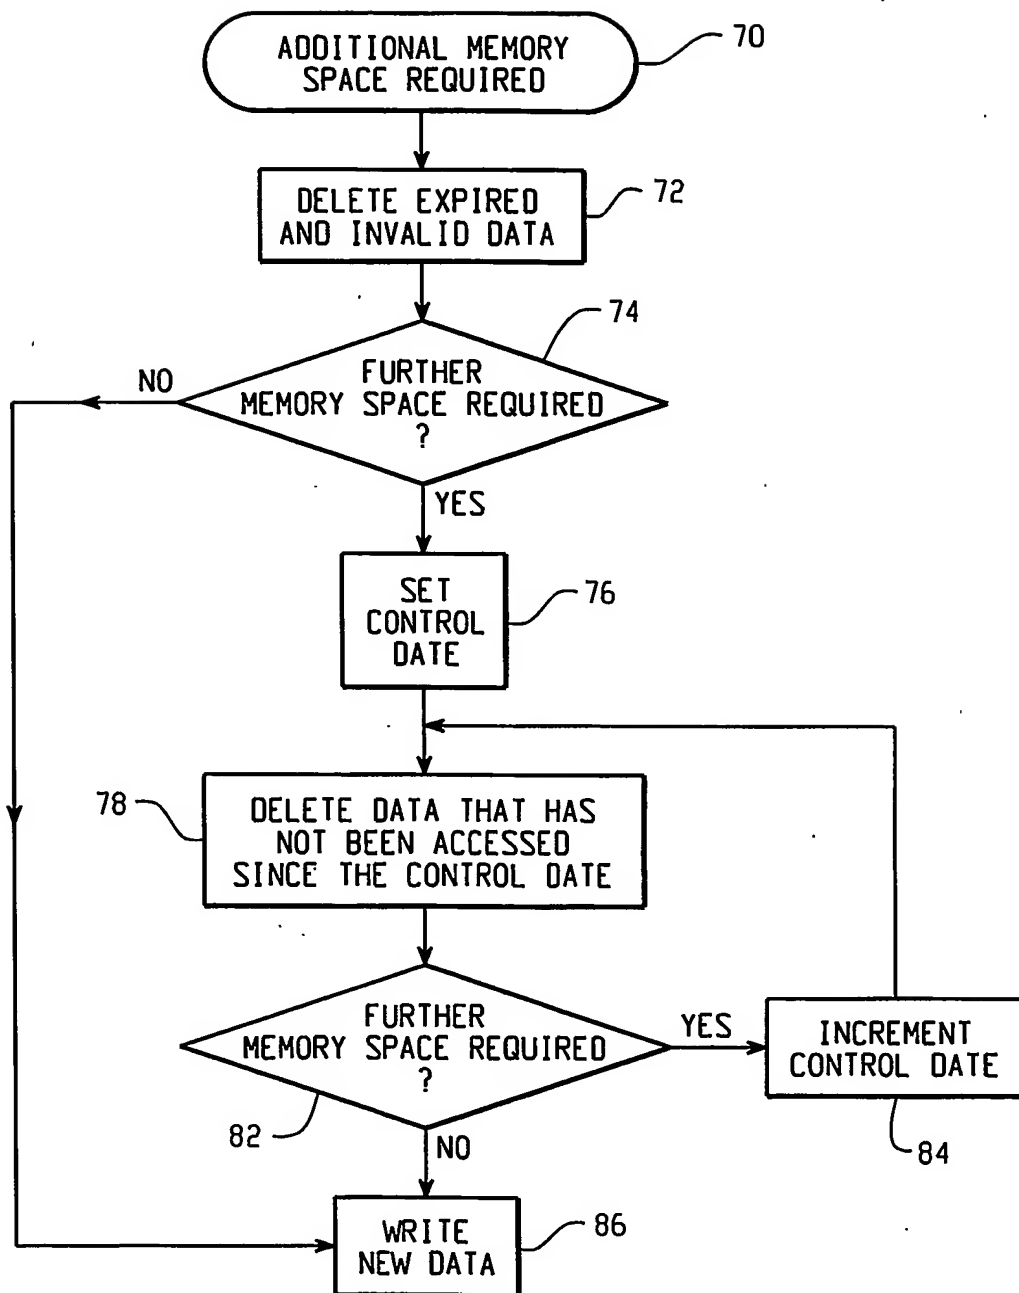 ADDITIONAL MEMORY
SPACE REQUIRED
70
DELETE EXPIRED
AND INVALID DATA
72
74
FURTHER
MEMORY SPACE REQUIRED
?
NO
YES
SET
CONTROL
DATE
76
78
DELETE DATA THAT HAS
NOT BEEN ACCESSED
SINCE THE CONTROL DATE
FURTHER
MEMORY SPACE REQUIRED
?
YES
INCREMENT
CONTROL DATE
82
84
NO
WRITE
NEW DATA
86